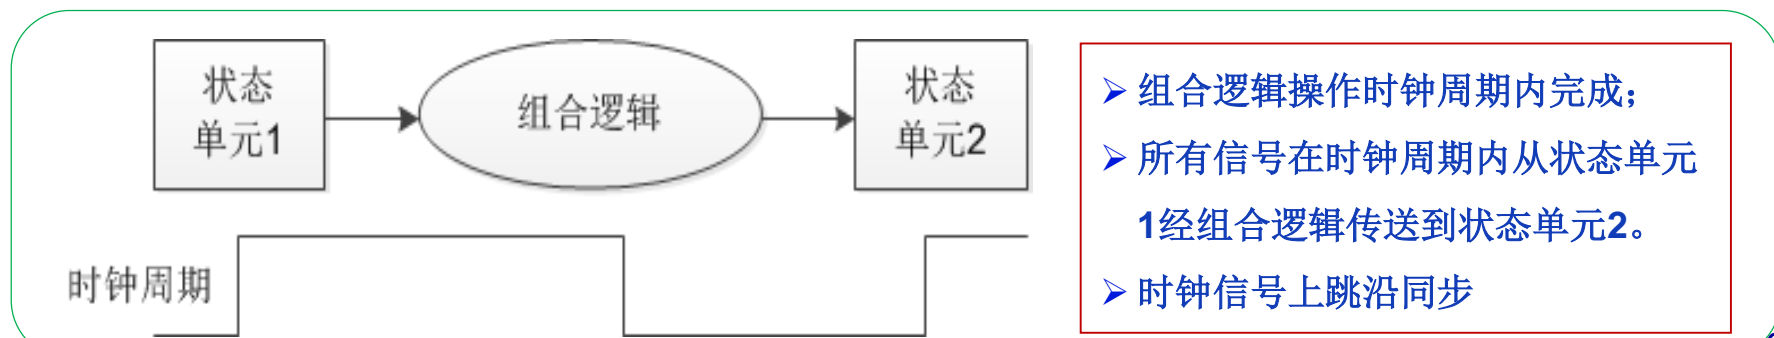 状态
单元1
组合逻辑
状态
单元2
时钟周期
➢ 组合逻辑操作时钟周期内完成；
➢ 所有信号在时钟周期内从状态单元
1经组合逻辑传送到状态单元2。
➢ 时钟信号上跳沿同步